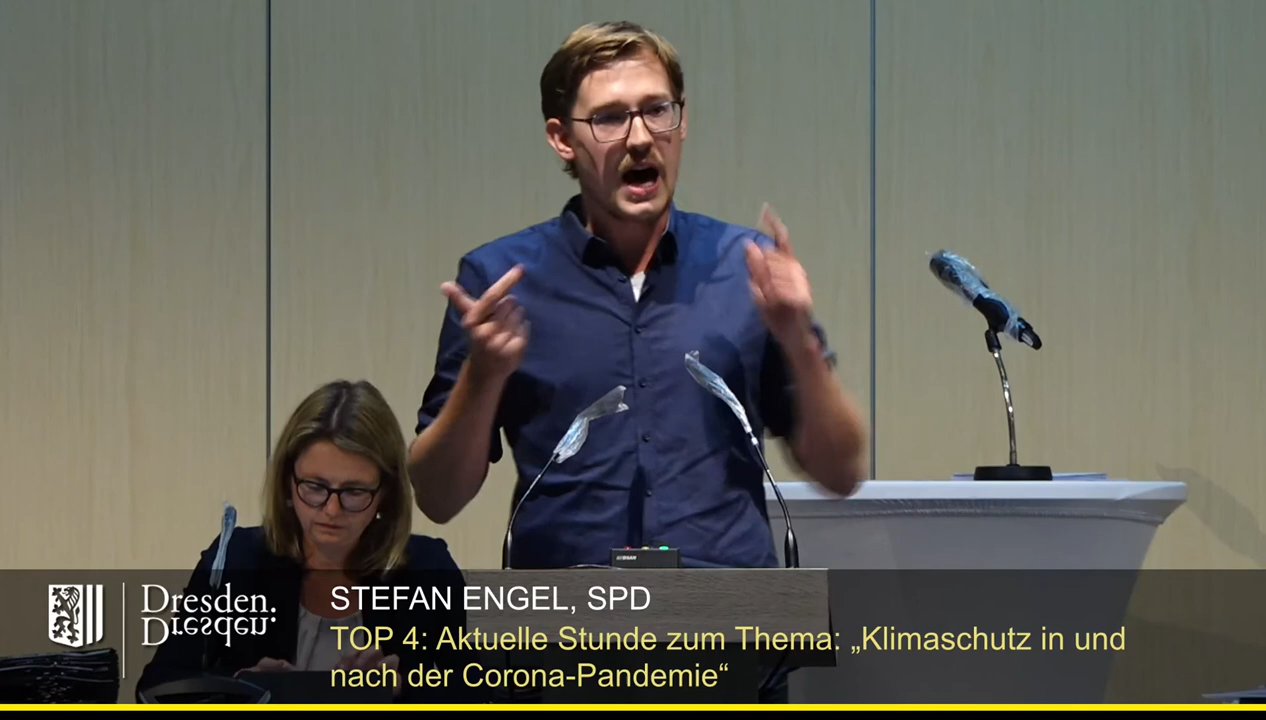 Dresden.
Dresden.
STEFAN ENGEL, SPD
TOP 4: Aktuelle Stunde zum Thema: „Klimaschutz in und
nach der Corona-Pandemie“